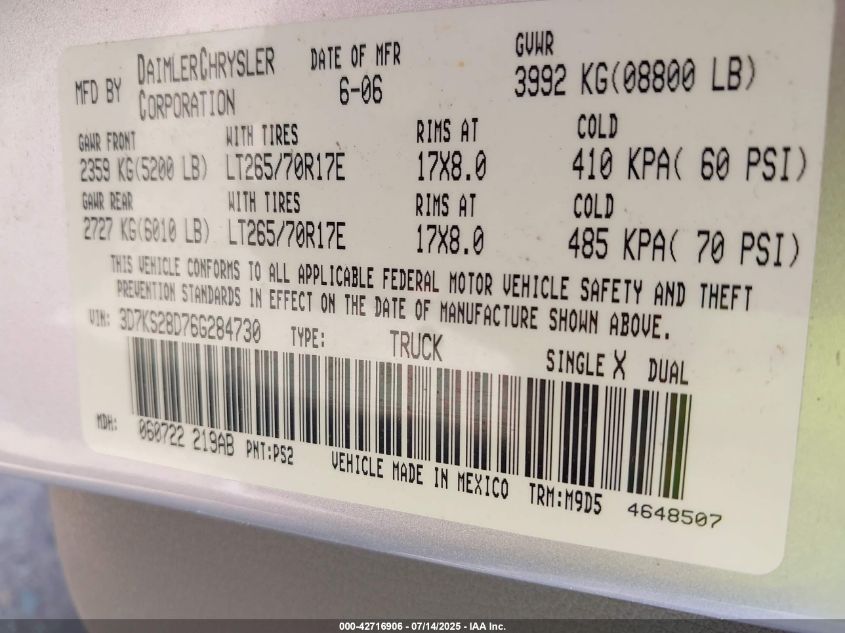 MFD BY DAIMLERCHRYSLER CORPORATION
DATE OF MFR
6-06
GVWR
3992 KG(08800 LB)
GAWR FRONT WITH TIRES RIMS AT COLD
2359 KG(5200 LB) LT265/70R17E 17X8.0 410 KPA( 60 PSI)
GAWR REAR WITH TIRES RIMS AT COLD
2727 KG(6010 LB) LT265/70R17E 17X8.0 485 KPA( 70 PSI)
THIS VEHICLE CONFORMS TO ALL APPLICABLE FEDERAL MOTOR VEHICLE SAFETY AND THEFT
PREVENTION STANDARDS IN EFFECT ON THE DATE OF MANUFACTURE SHOWN ABOVE.
VIN: 3D7KS28D76G284730 TYPE: TRUCK SINGLE X DUAL
MDH: 060722 219AB PNT:PS2 VEHICLE MADE IN MEXICO TRM:M9D5 4648507
000-42716906 - 07/14/2025 - IAA Inc.